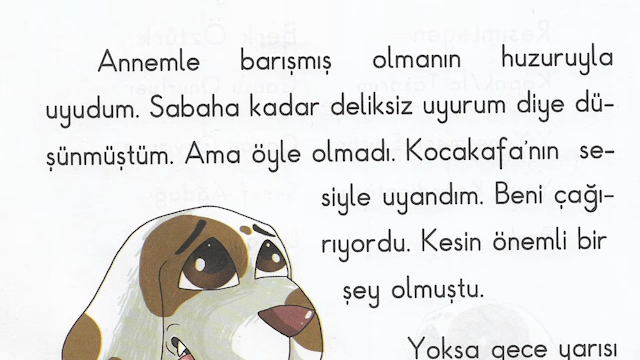 Annemle barışmış olmanın huzuruyla
uyudum. Sabaha kadar deliksiz uyurum diye dü-
şünmüştüm. Ama öyle olmadı. Kocakafa'nın se-
siyle uyandım. Beni çağı-
rıyordu. Kesin önemli bir
şey olmuştu.
Yoksa gece yarısı